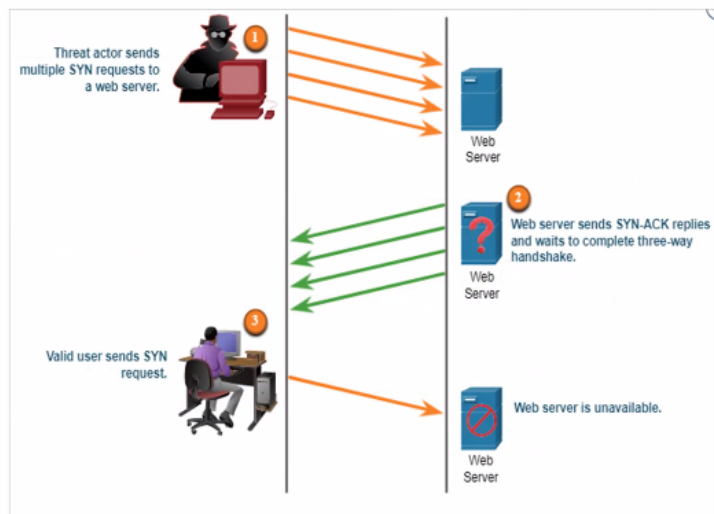 1
Threat actor sends
multiple SYN requests to
a web server.
Web
Server
2
Web server sends SYN-ACK replies
and waits to complete three-way
handshake.
Web
Server
3
Valid user sends SYN
request.
Web server is unavailable.
Web
Server